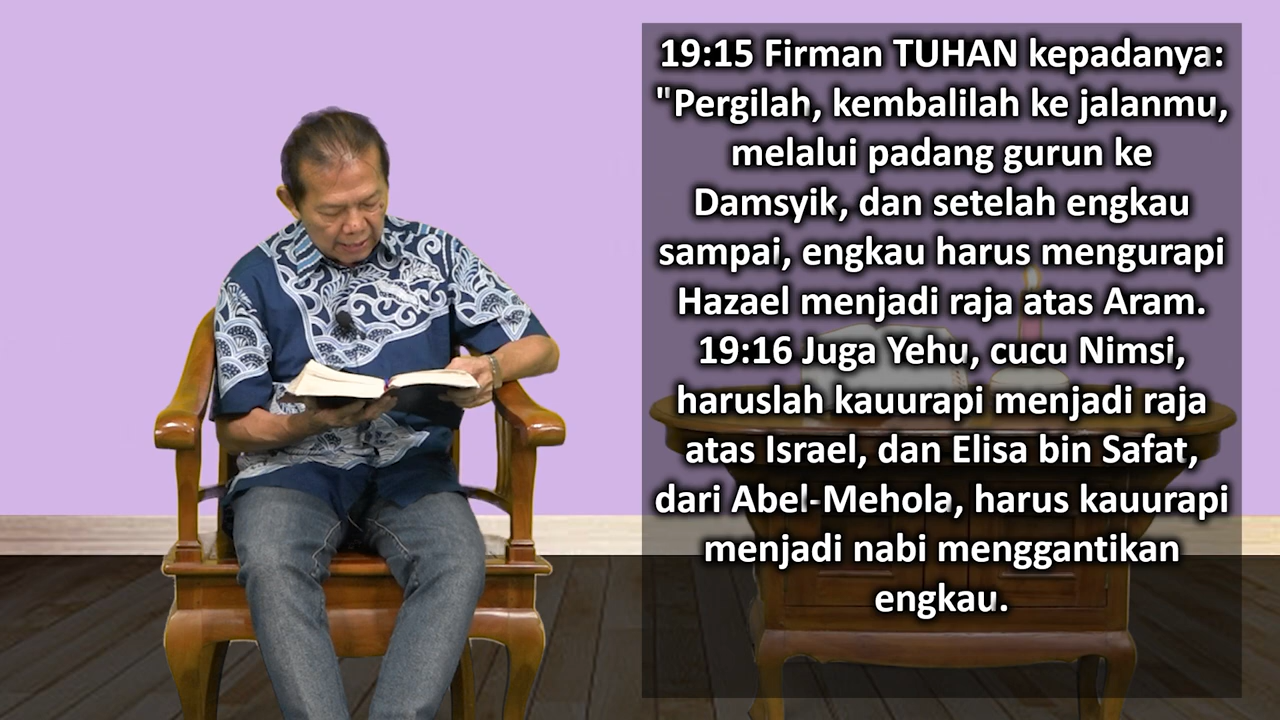 19:15 Firman TUHAN kepadanya:
"Pergilah, kembalilah ke jalanmu,
melalui padang gurun ke
Damsyik, dan setelah engkau
sampai, engkau harus mengurapi
Hazael menjadi raja atas Aram.
19:16 Juga Yehu, cucu Nimsi,
haruslah kauurapi menjadi raja
atas Israel, dan Elisa bin Safat,
dari Abel-Mehola, harus kauurapi
menjadi nabi menggantikan
engkau.